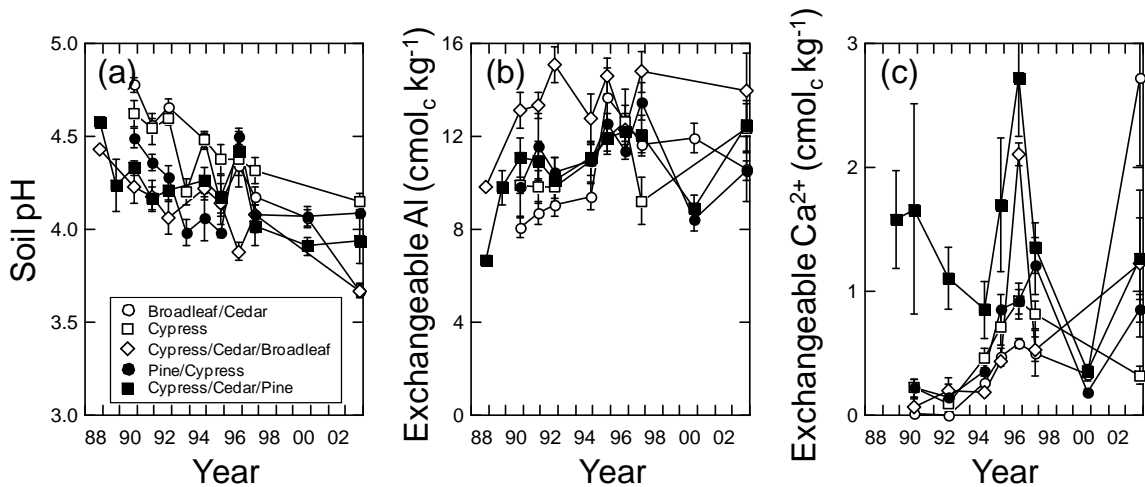 Soil pH
5.0
4.5
4.0
3.5
3.0
(a)
Broadleaf/Cedar
Cypress
Cypress/Cedar/Broadleaf
Pine/Cypress
Cypress/Cedar/Pine
88 90 92 94 96 98 00 02
Year
Exchangeable Al (cmolc kg-1)
16
12
8
4
0
(b)
88 90 92 94 96 98 00 02
Year
Exchangeable Ca2+ (cmolc kg-1)
3
2
1
0
(c)
88 90 92 94 96 98 00 02
Year